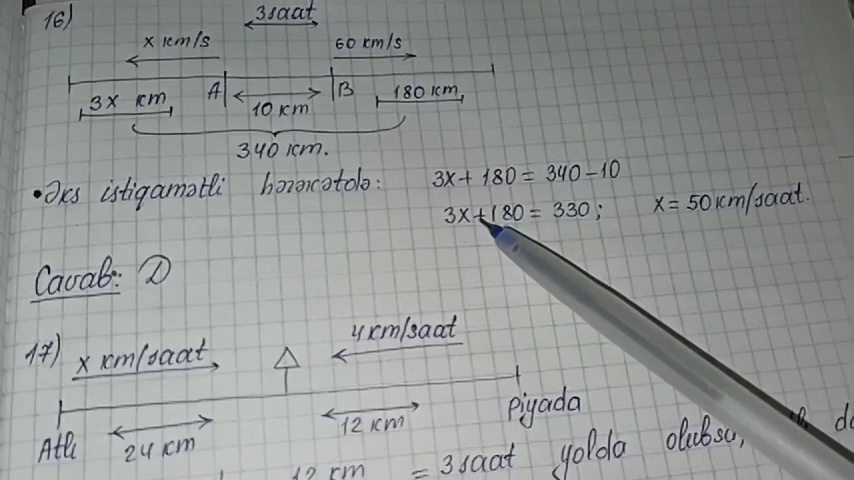 16)
3saat
x km/s
60 km/s
3x km
A
10 km
B
180 km
340 km.
• Əks istiqamətli hərəkətdə:
3x+180=340-10
3x+180=330;
x=50 km/saat.
Cavab: D
17)
x km/saat
4 km/saat
Atlı
24 km
12 km
Piyada
12 km
=3saat yolda olubsa,